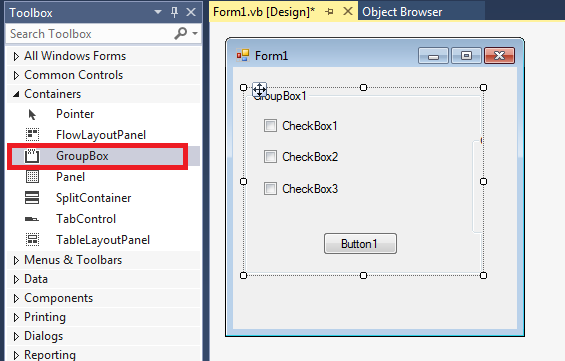 Toolbox
Search Toolbox
All Windows Forms
Common Controls
Containers
Pointer
FlowLayoutPanel
GroupBox
Panel
SplitContainer
TabControl
TableLayoutPanel
Menus & Toolbars
Data
Components
Printing
Dialogs
Reporting
Form1.vb [Design]*
Object Browser
Form1
GroupBox1
CheckBox1
CheckBox2
CheckBox3
Button1